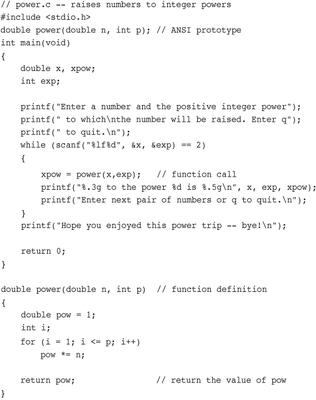 // power.c -- raises numbers to integer powers
#include <stdio.h>
double power(double n, int p); // ANSI prototype
int main(void)
{
    double x, xpow;
    int exp;

    printf("Enter a number and the positive integer power");
    printf(" to which\nthe number will be raised. Enter q");
    printf(" to quit.\n");
    while (scanf("%lf%d", &x, &exp) == 2)
    {
        xpow = power(x,exp);   // function call
        printf("%.3g to the power %d is %.5g\n", x, exp, xpow);
        printf("Enter next pair of numbers or q to quit.\n");
    }
    printf("Hope you enjoyed this power trip -- bye!\n");

    return 0;
}

double power(double n, int p)  // function definition
{
    double pow = 1;
    int i;
    for (i = 1; i <= p; i++)
        pow *= n;

    return pow;                // return the value of pow
}